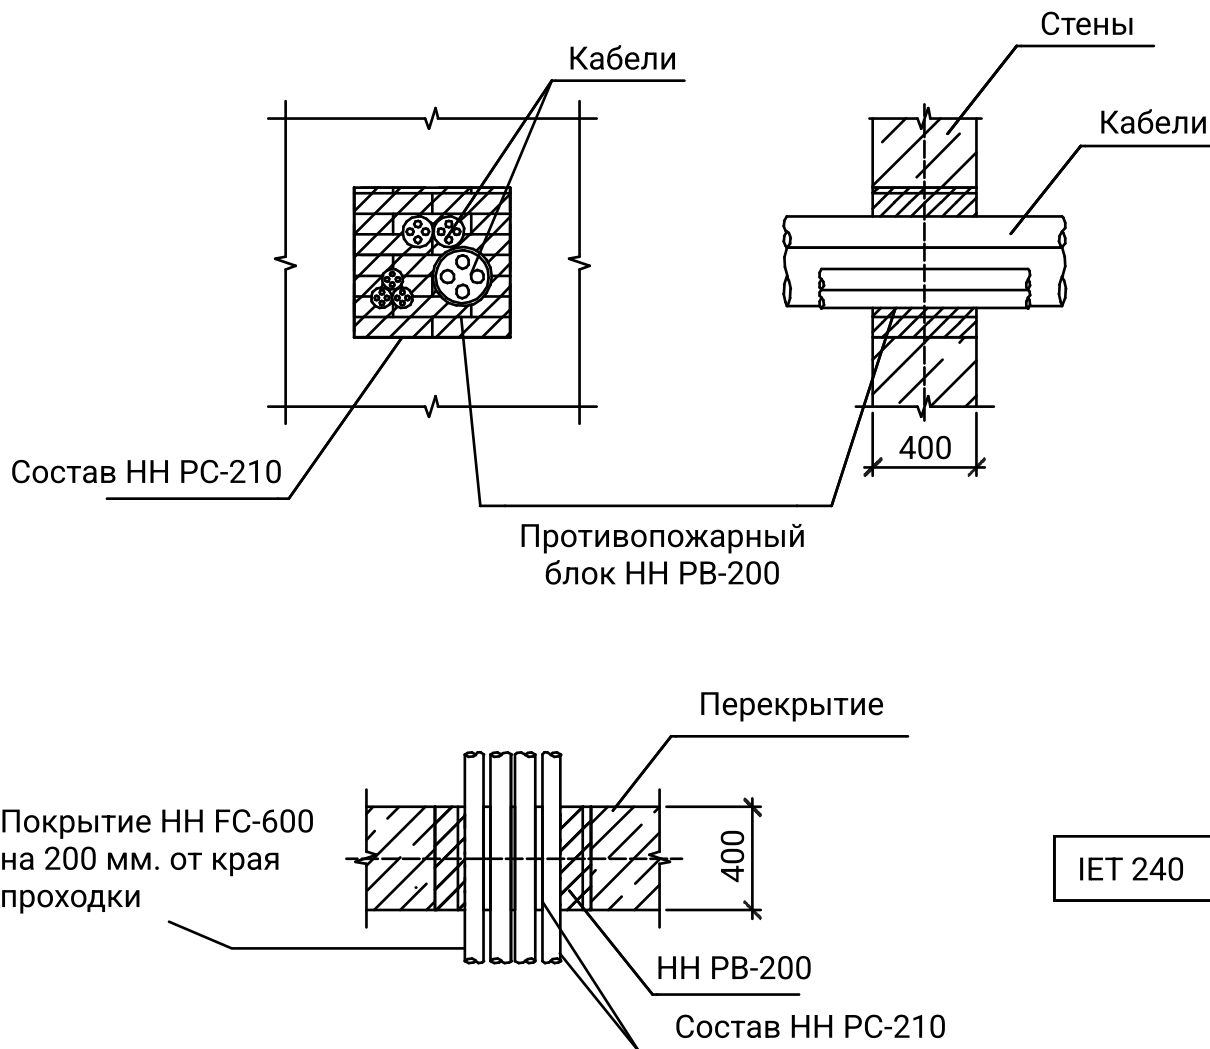 Стены
Кабели
Кабели
400
Состав НН РС-210
Противопожарный
блок НН РВ-200
Перекрытие
Покрытие НН FC-600
на 200 мм. от края
проходки
400
IET 240
НН РВ-200
Состав НН РС-210